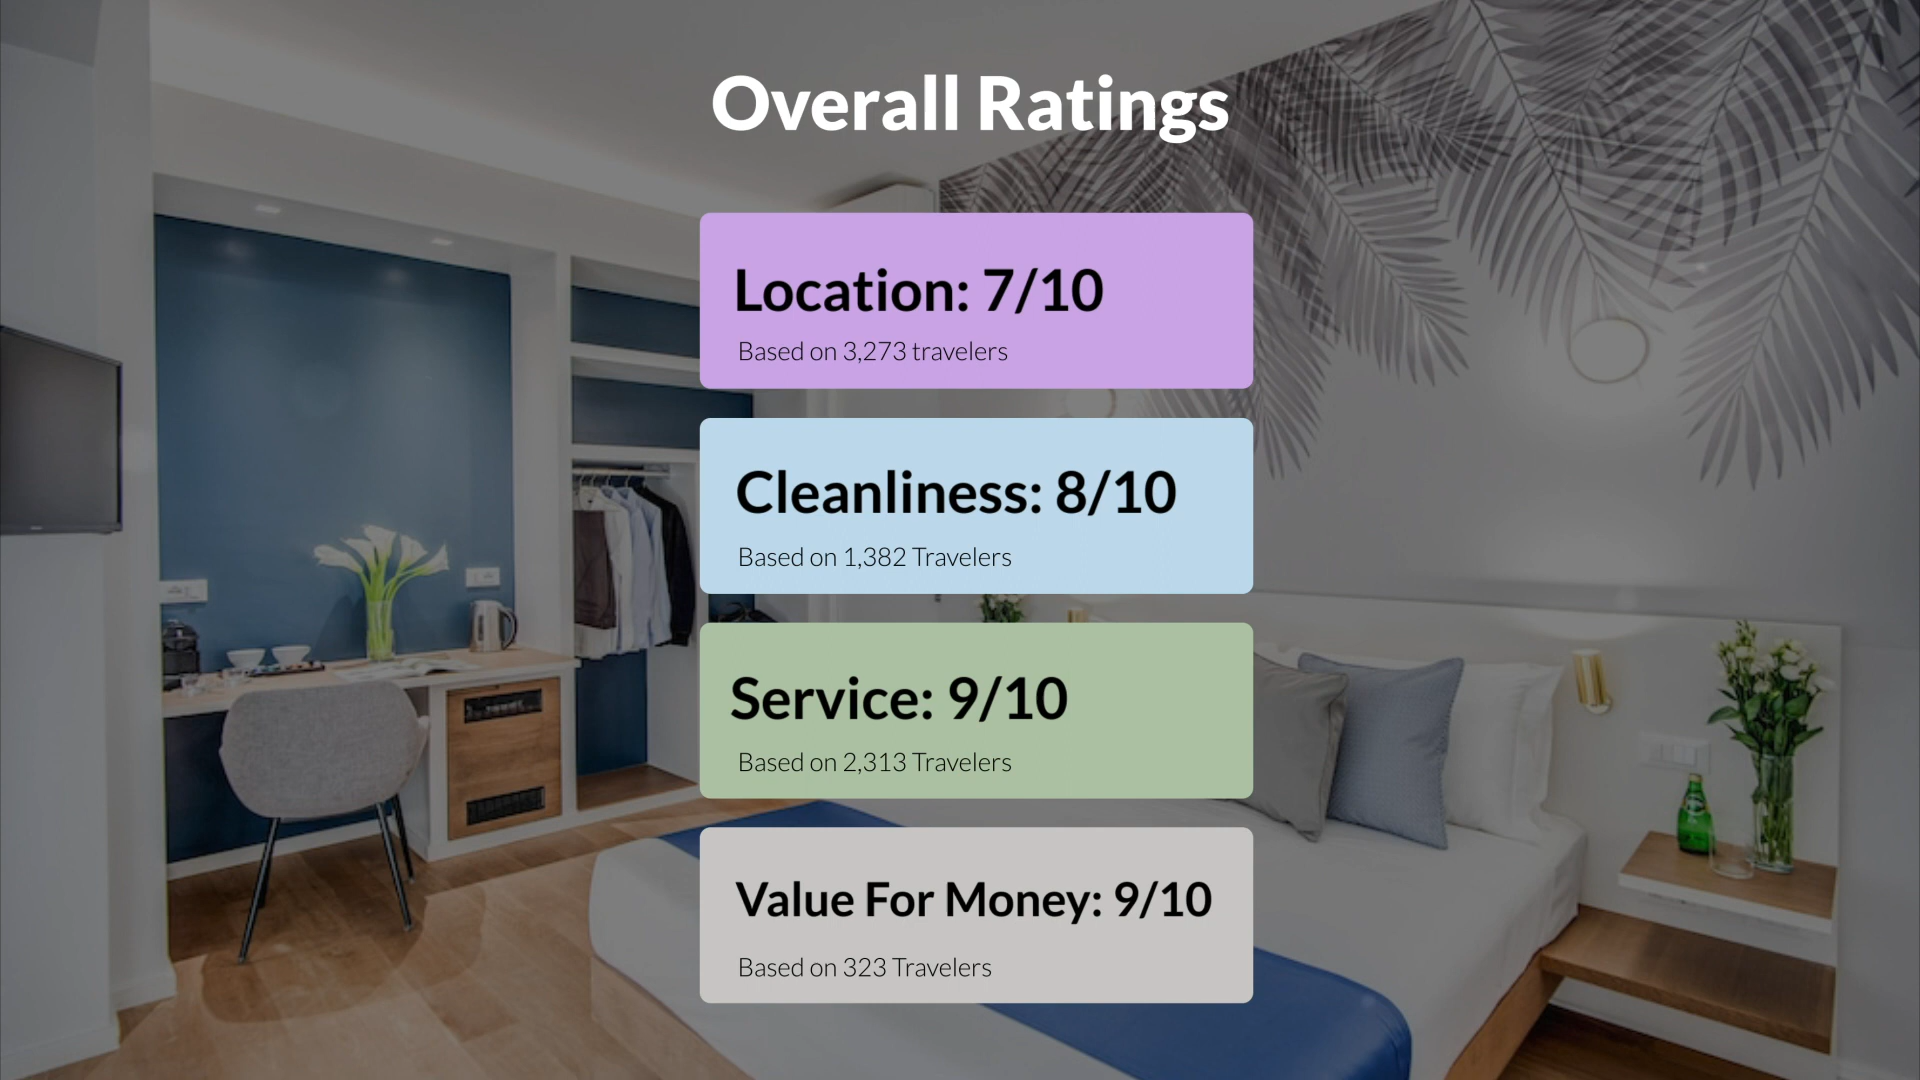 Overall Ratings
Location: 7/10
Based on 3,273 travelers
Cleanliness: 8/10
Based on 1,382 Travelers
Service: 9/10
Based on 2,313 Travelers
Value For Money: 9/10
Based on 323 Travelers